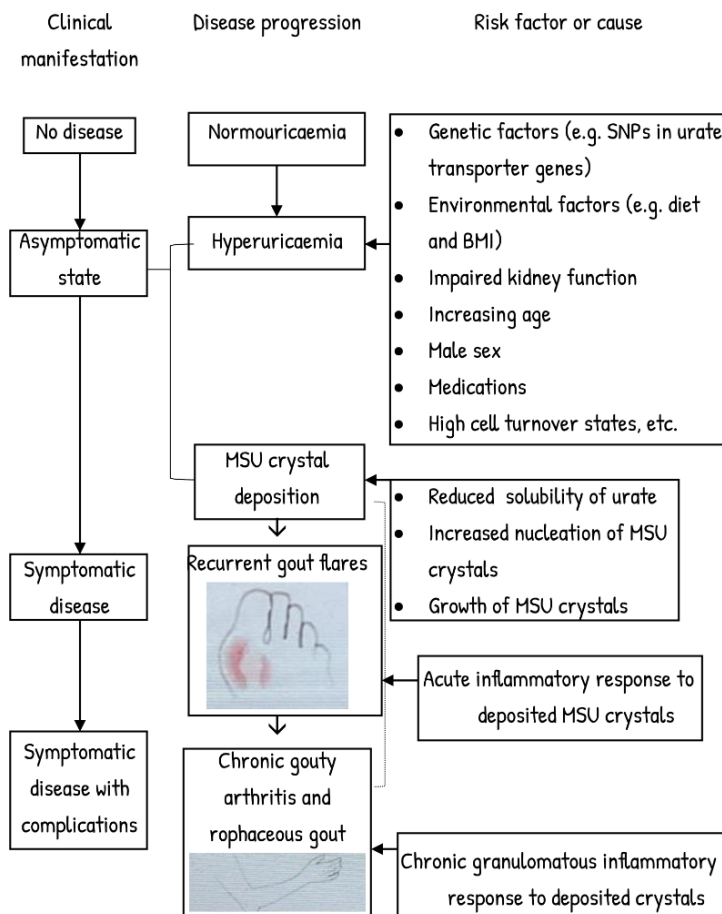 Clinical
manifestation
Disease progression
Risk factor or cause
No disease
Normouricaemia
• Genetic factors (e.g. SNPs in urate
transporter genes)
• Environmental factors (e.g. diet
and BMI)
• Impaired kidney function
• Increasing age
• Male sex
• Medications
• High cell turnover states, etc.
Asymptomatic
state
Hyperuricaemia
MSU crystal
deposition
• Reduced solubility of urate
• Increased nucleation of MSU
crystals
• Growth of MSU crystals
Symptomatic
disease
Recurrent gout flares
Acute inflammatory response to
deposited MSU crystals
Symptomatic
disease with
complications
Chronic gouty
arthritis and
rophaceous gout
Chronic granulomatous inflammatory
response to deposited crystals